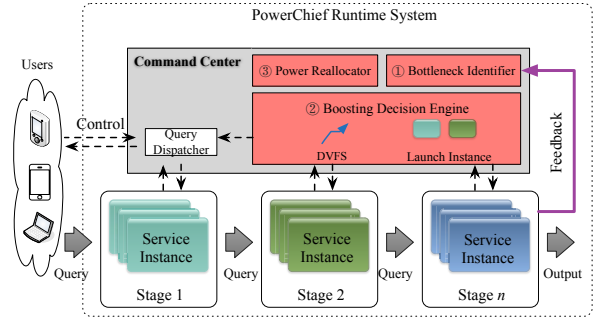 PowerChief Runtime System
Users
Command Center
③ Power Reallocator
① Bottleneck Identifier
② Boosting Decision Engine
Control
Query
Dispatcher
DVFS
Launch Instance
Feedback
Service
Instance
Service
Instance
Service
Instance
Query
Query
Query
Output
Stage 1
Stage 2
Stage n